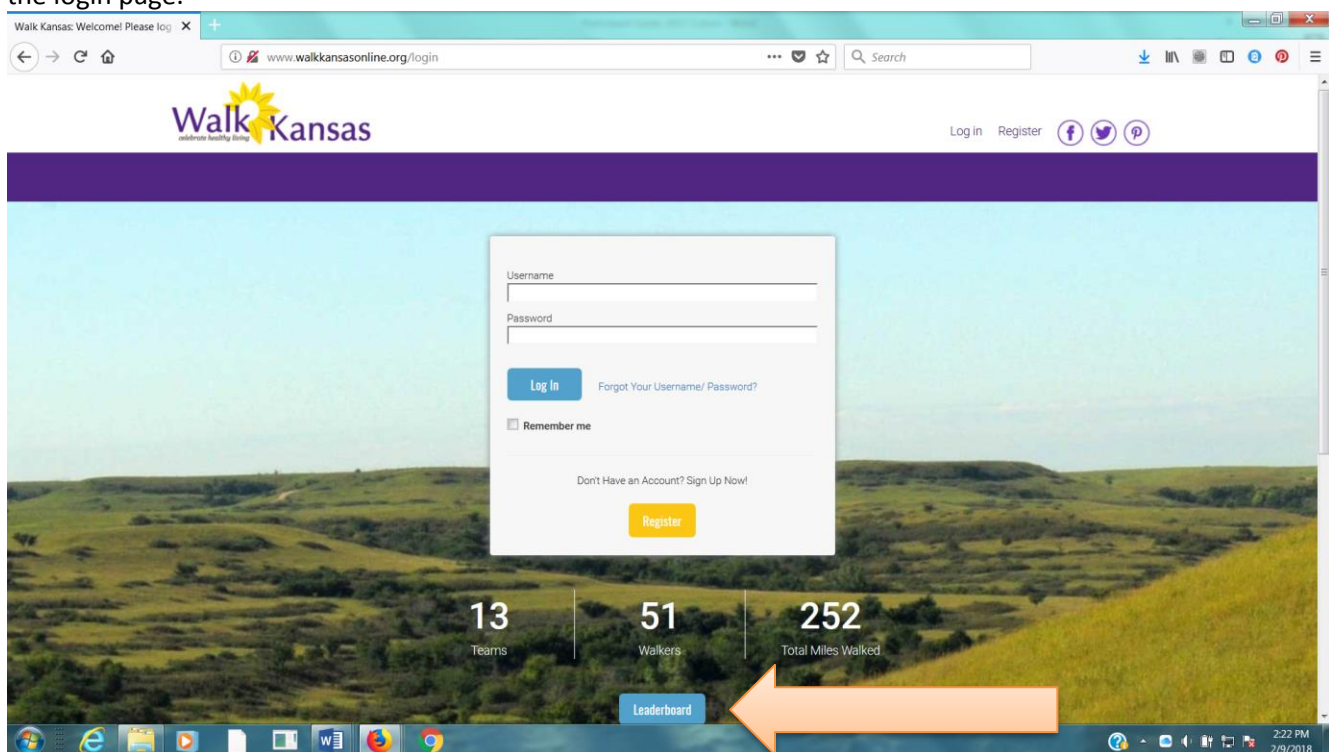 the login page.
Walk Kansas: Welcome! Please log
www.walkkansasonline.org/login
Search
Walk Kansas
celebrate healthy living
Log in Register
Username
Password
Log In Forgot Your Username/ Password?
Remember me
Don't Have an Account? Sign Up Now!
Register
13 51 252
Teams Walkers Total Miles Walked
Leaderboard
2:22 PM
2/9/2018